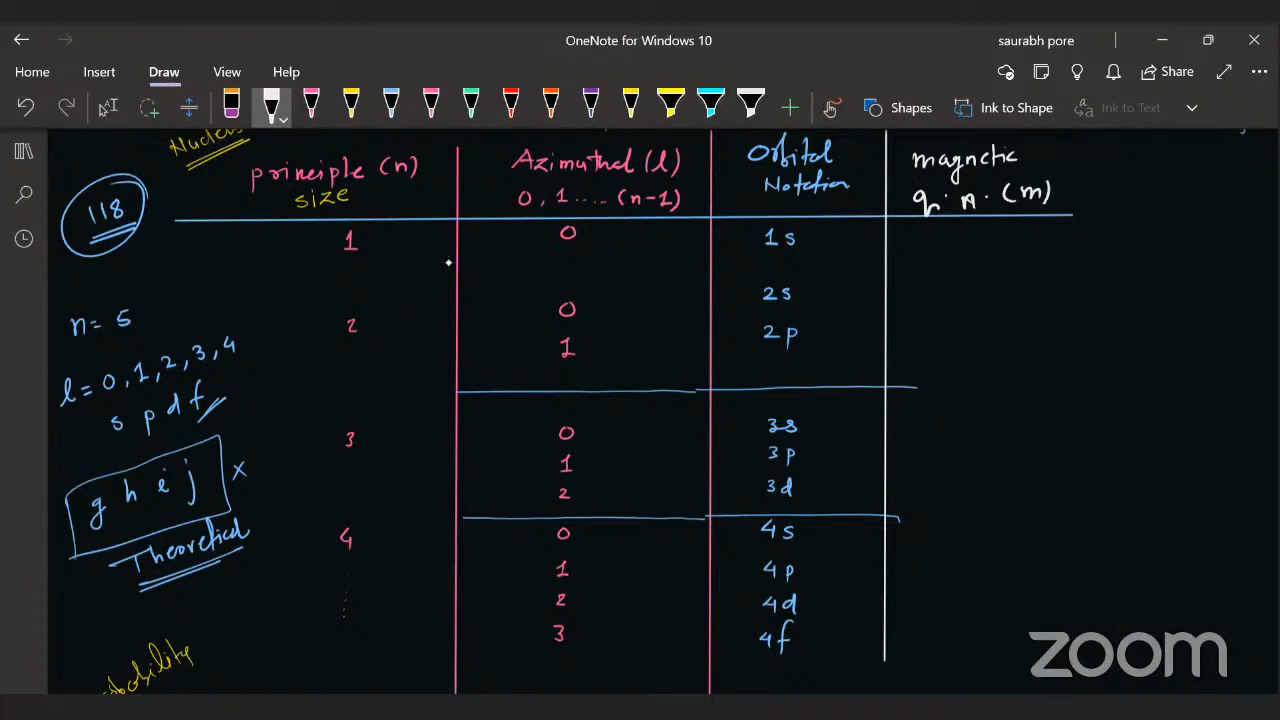 OneNote for Windows 10
saurabh pore
Home Insert Draw View Help
Share
Shapes
Ink to Shape
Ink to Text
Nucleus
118
principle (n)
size
Azimuthal (l)
0, 1 .... (n-1)
Orbital
Notation
magnetic
q. n. (m)
1 0 1s
2 0 2s
1 2p
3 0 3s
1 3p
2 3d
4 0 4s
1 4p
2 4d
3 4f
n = 5
l = 0, 1, 2, 3, 4
s p d f
g h i j x
Theoretical
zoom